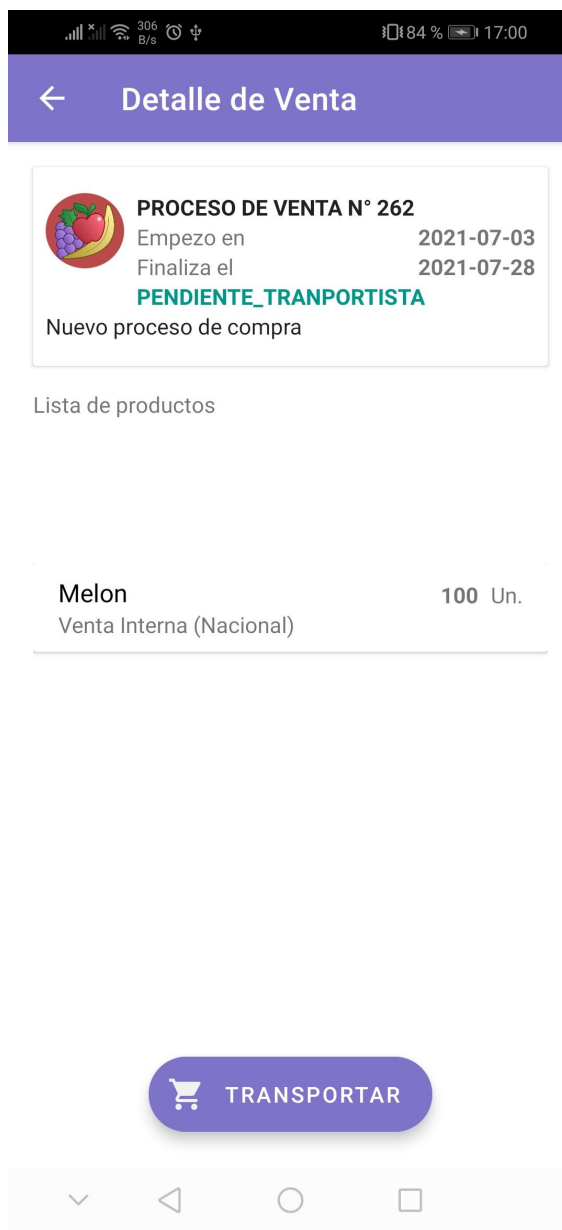 306
B/s
84 %
17:00
Detalle de Venta
PROCESO DE VENTA N° 262
Empezo en 2021-07-03
Finaliza el 2021-07-28
PENDIENTE_TRANPORTISTA
Nuevo proceso de compra
Lista de productos
Melon 100 Un.
Venta Interna (Nacional)
TRANSPORTAR